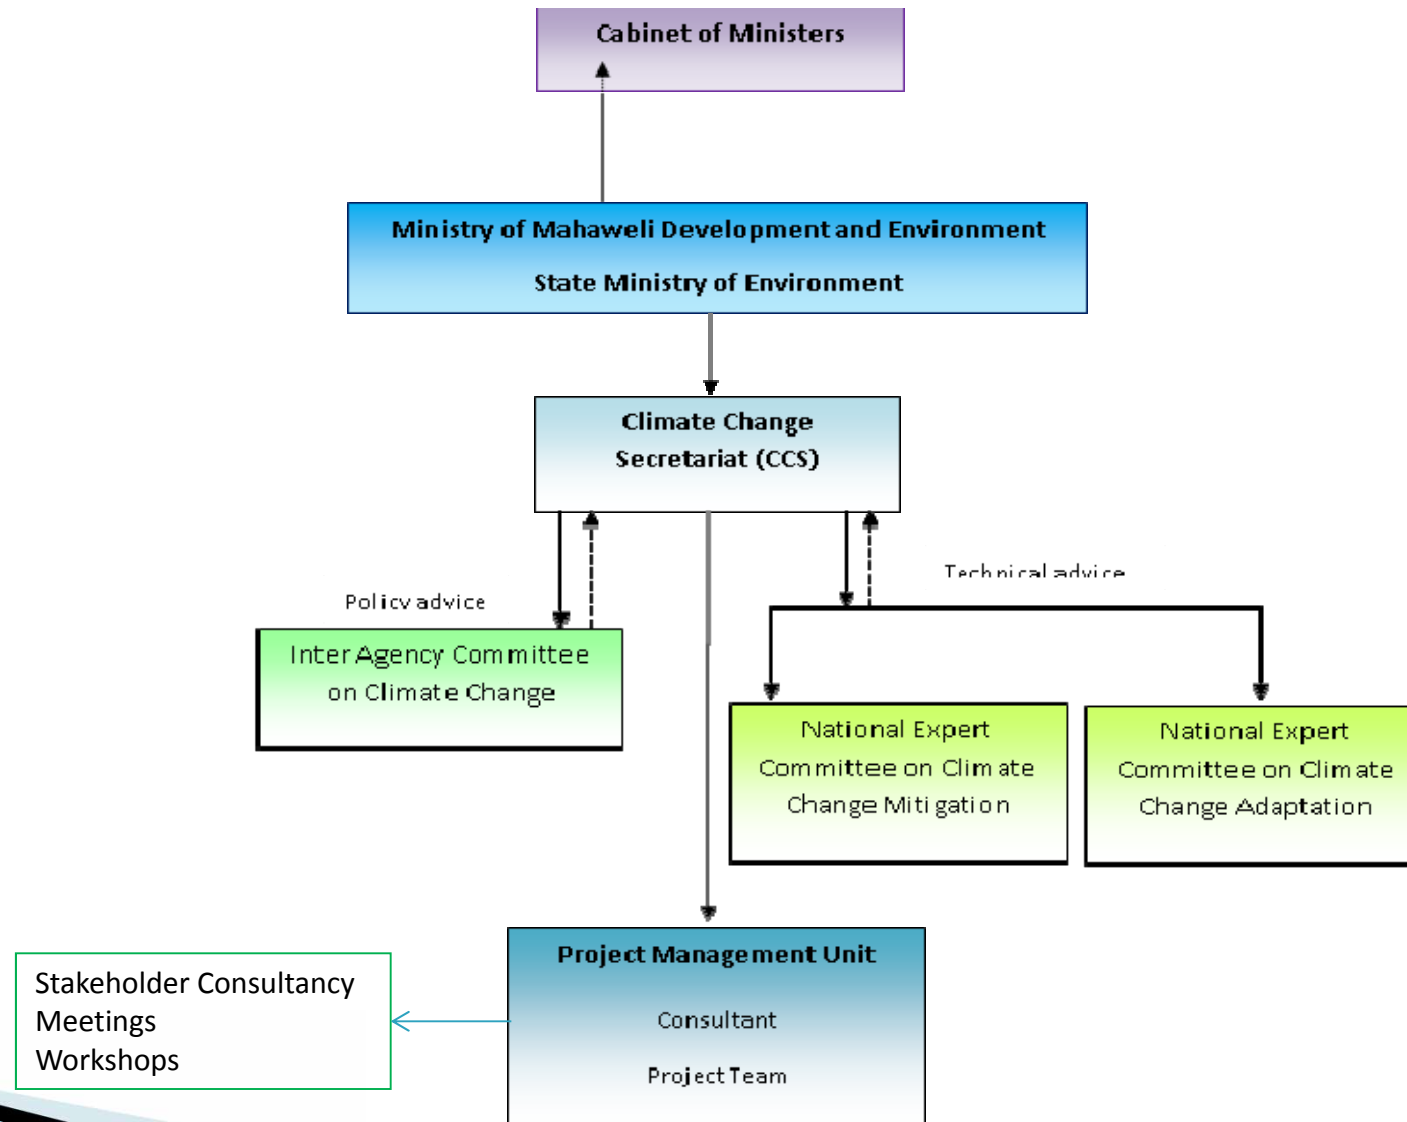 Cabinet of Ministers
Ministry of Mahaweli Development and Environment
State Ministry of Environment
Climate Change
Secretariat (CCS)
Technical advice
Policy advice
Inter Agency Committee
on Climate Change
National Expert
Committee on Climate
Change Mitigation
National Expert
Committee on Climate
Change Adaptation
Project Management Unit
Consultant
Project Team
Stakeholder Consultancy
Meetings
Workshops